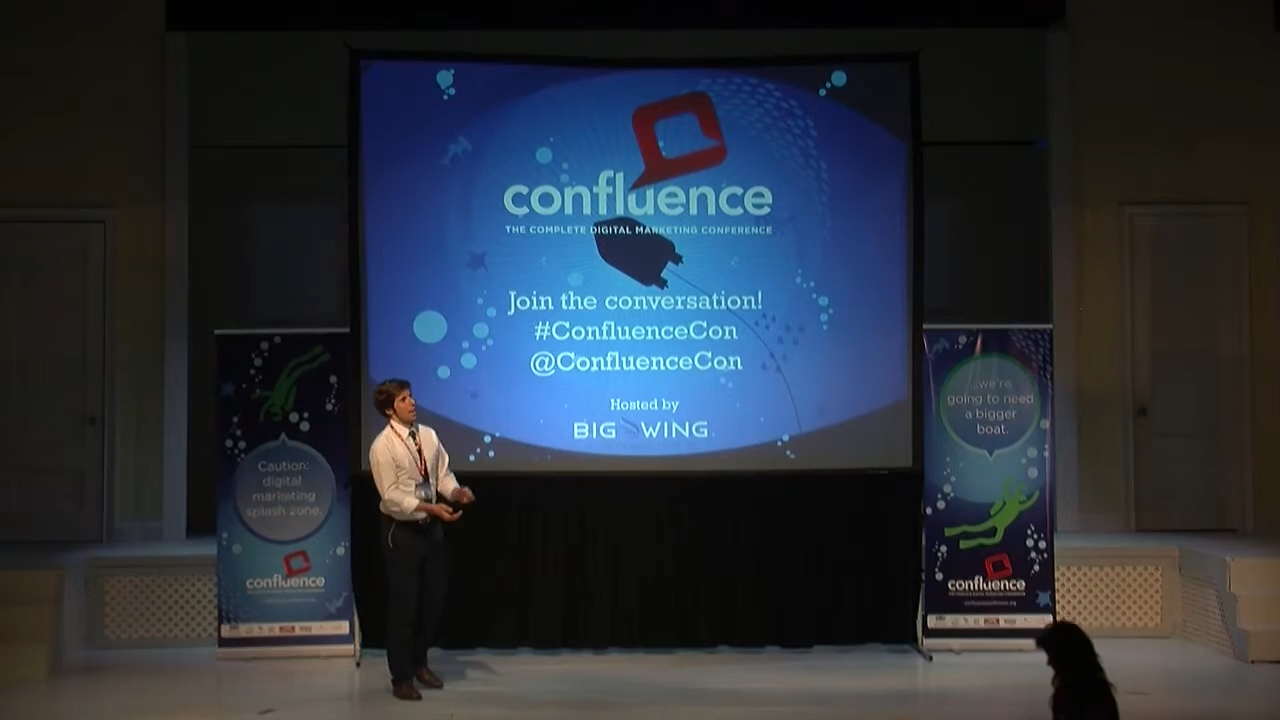 confluence
THE COMPLETE DIGITAL MARKETING CONFERENCE
Join the conversation!
#ConfluenceCon
@ConfluenceCon
Hosted by
BIG WING
Caution:
digital
marketing
splash zone.
confluence
...we're
going to need
a bigger
boat.
confluence